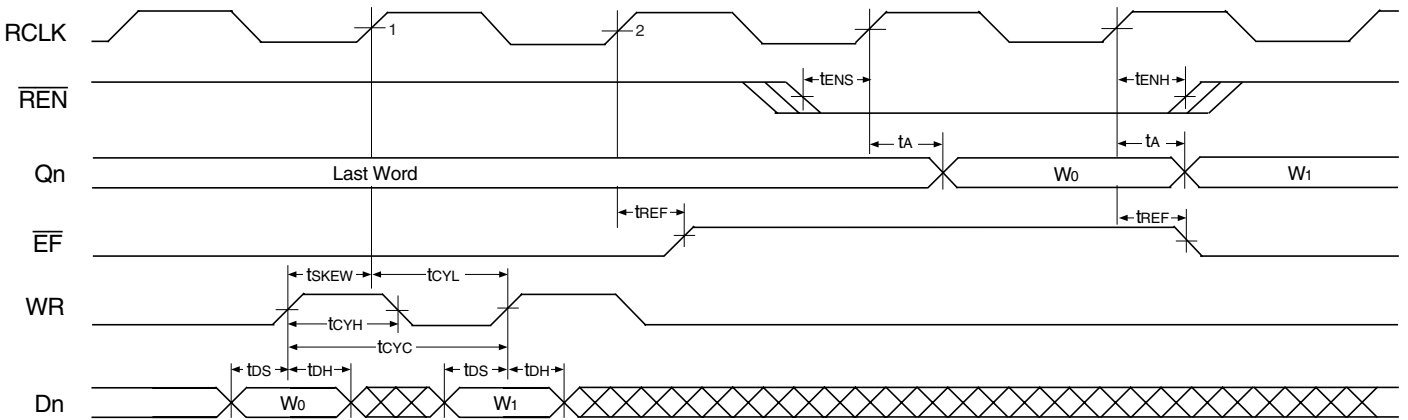 RCLK 1 2
REN tENS tENH
tA tA
Qn Last Word W0 W1
tREF tREF
EF
tSKEW tCYL
WR
tCYH
tCYC
tDS tDH tDS tDH
Dn W0 W1